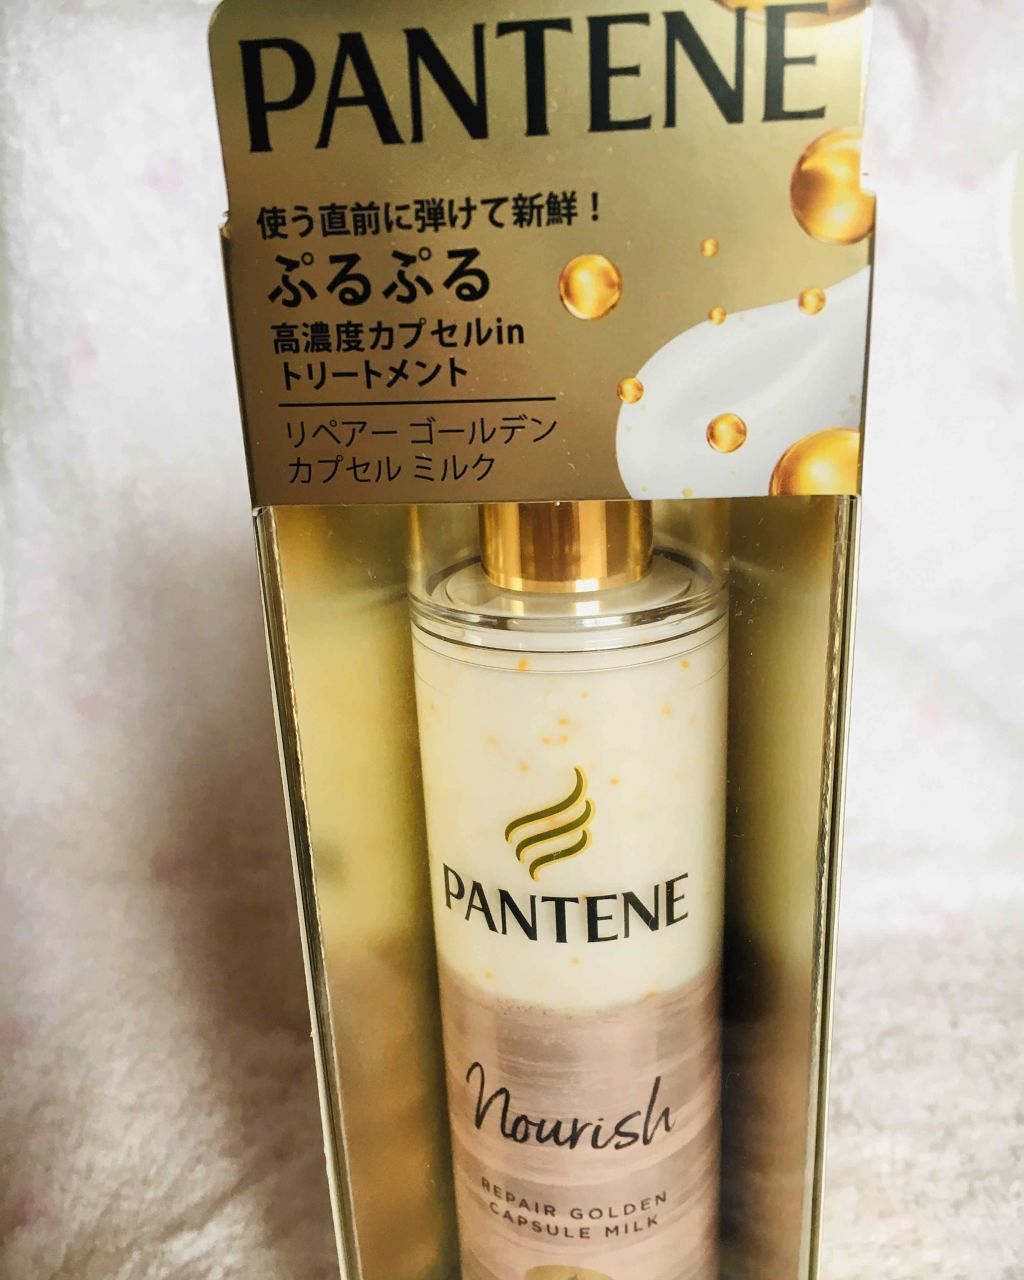 PANTENE
使う直前に弾けて新鮮！
ぷるぷる
高濃度カプセルin
トリートメント
リペアー ゴールデン
カプセル ミルク
PANTENE
Nourish
REPAIR GOLDEN
CAPSULE MILK